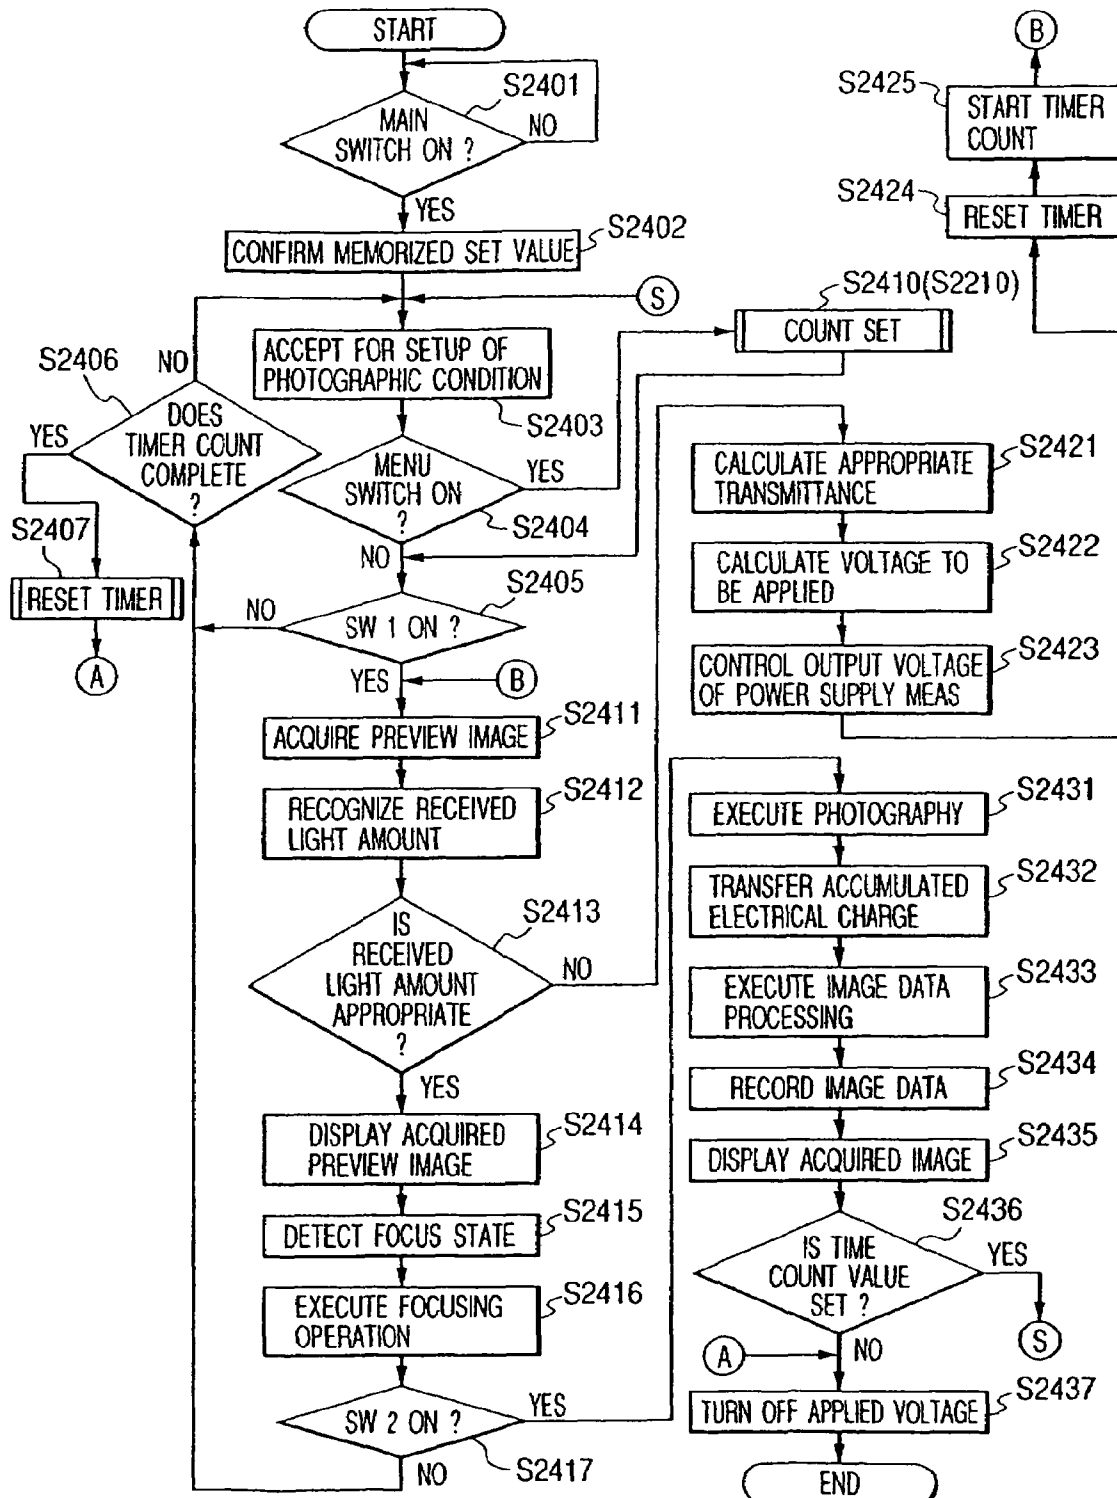 START
S2401
MAIN
SWITCH ON ?
NO
YES
S2402
CONFIRM MEMORIZED SET VALUE
S
ACCEPT FOR SETUP OF
PHOTOGRAPHIC CONDITION
S2403
S2406
NO
YES
DOES
TIMER COUNT
COMPLETE
?
S2407
RESET TIMER
A
MENU
SWITCH ON
?
YES
S2404
NO
S2405
SW 1 ON ?
NO
YES
B
S2411
ACQUIRE PREVIEW IMAGE
S2412
RECOGNIZE RECEIVED
LIGHT AMOUNT
S2413
IS
RECEIVED
LIGHT AMOUNT
APPROPRIATE
?
NO
YES
S2414
DISPLAY ACQUIRED
PREVIEW IMAGE
S2415
DETECT FOCUS STATE
S2416
EXECUTE FOCUSING
OPERATION
SW 2 ON ?
YES
S2417
NO
B
S2425
START TIMER
COUNT
S2424
RESET TIMER
S2410(S2210)
COUNT SET
S2421
CALCULATE APPROPRIATE
TRANSMITTANCE
S2422
CALCULATE VOLTAGE TO
BE APPLIED
S2423
CONTROL OUTPUT VOLTAGE
OF POWER SUPPLY MEAS
S2431
EXECUTE PHOTOGRAPHY
S2432
TRANSFER ACCUMULATED
ELECTRICAL CHARGE
S2433
EXECUTE IMAGE DATA
PROCESSING
S2434
RECORD IMAGE DATA
S2435
DISPLAY ACQUIRED IMAGE
S2436
IS TIME
COUNT VALUE
SET ?
YES
S
A
NO
S2437
TURN OFF APPLIED VOLTAGE
END